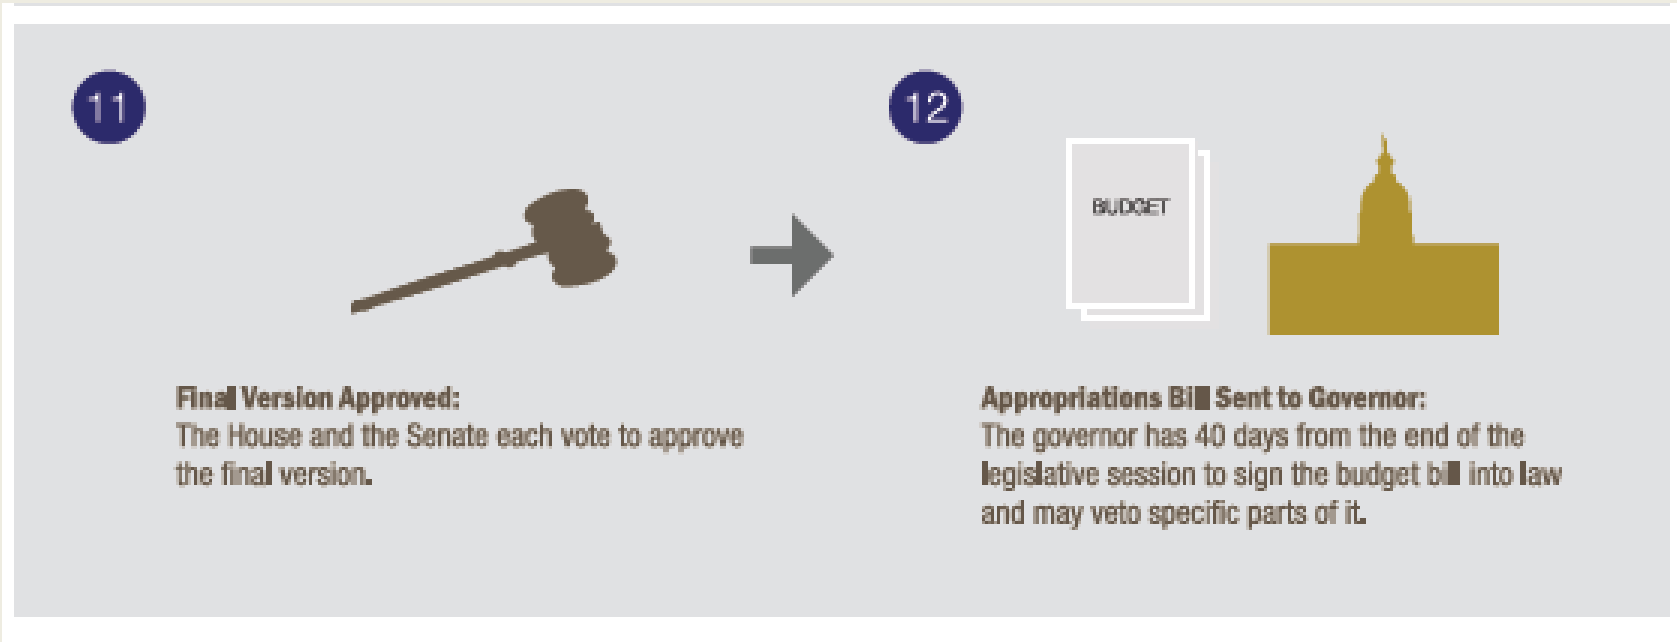 11
Final Version Approved:
The House and the Senate each vote to approve
the final version.
12
BUDGET
Appropriations Bill Sent to Governor:
The governor has 40 days from the end of the
legislative session to sign the budget bill into law
and may veto specific parts of it.